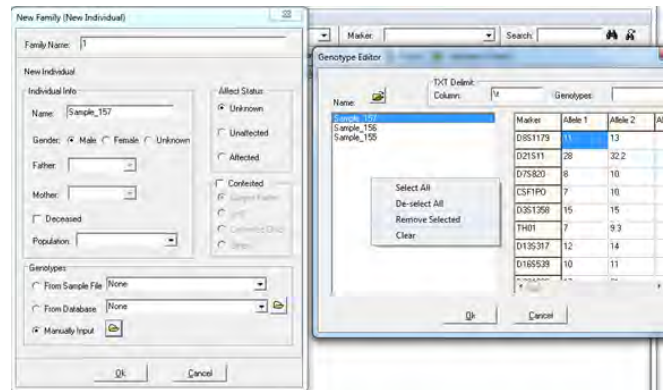 New Family (New Individual)
Family Name: 1
New Individual
Individual Info
Name: Sample_157
Gender: Male Female Unknown
Father:
Mother:
Deceased
Population:
Affect Status
Unknown
Unaffected
Affected
Contested
Genotypes
From Sample File None
From Database None
Manually Input
Ok Cancel
Marker: Search:
Genotype Editor
Name:
TXT Delimit.
Column: \t Genotypes:
Sample_157
Sample_156
Sample_155
Select All
De-select All
Remove Selected
Clear
Marker Allele 1 Allele 2
D8S1179 11 13
D21S11 28 32.2
D7S820 8 10
CSF1PO 7 10
D3S1358 15 15
TH01 7 9.3
D13S317 12 14
D16S539 10 11
Ok Cancel